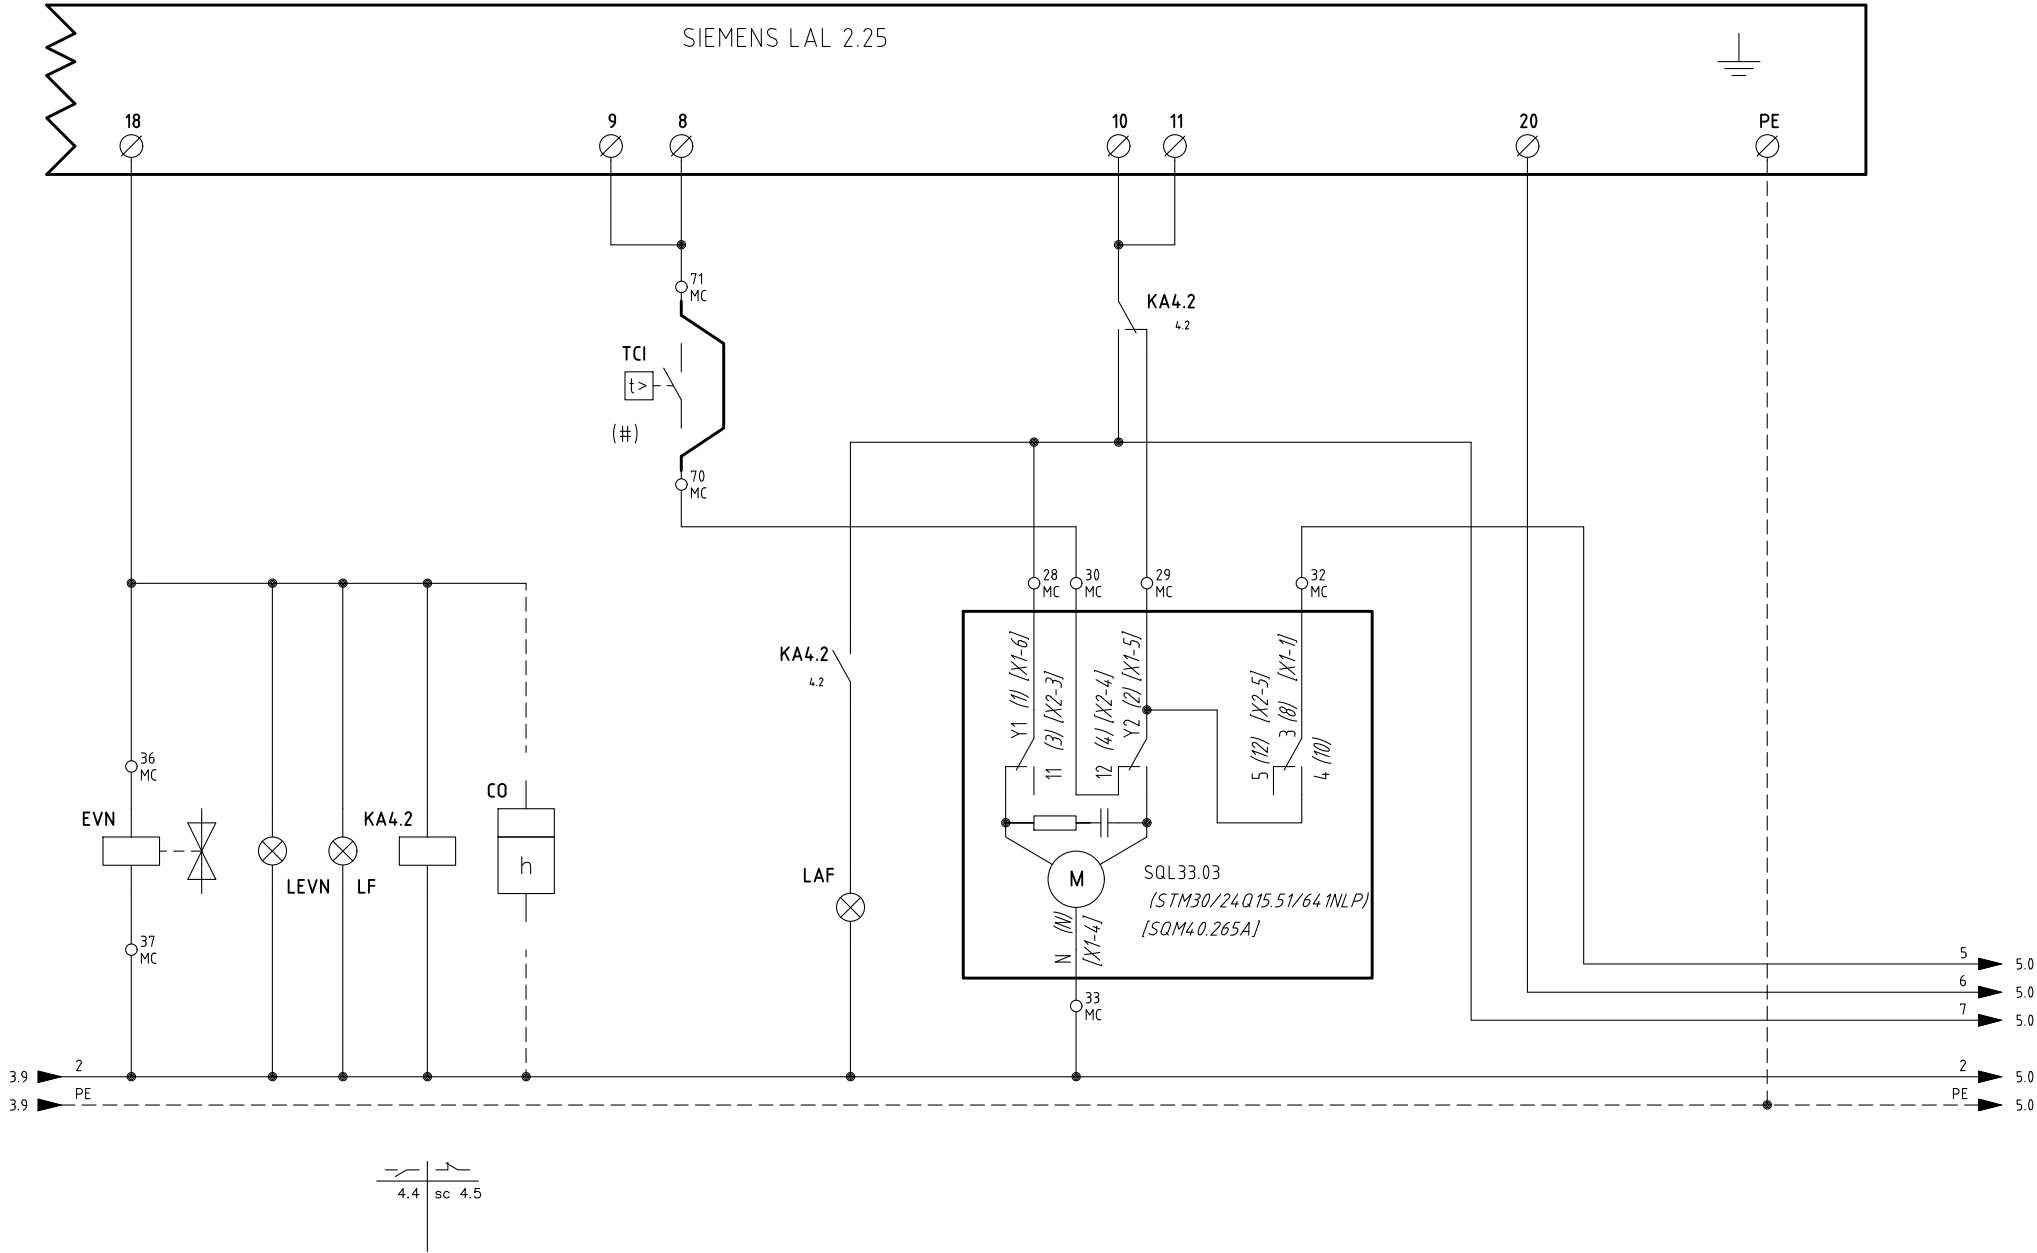 SIEMENS LAL 2.25
18
9
8
10
11
20
PE
71
MC
KA4.2
4.2
TCI
t>
(#)
70
MC
28
MC
30
MC
29
MC
32
MC
Y1 (1) [X1-6]
11 (3) [X2-3]
12 (4) [X2-4]
Y2 (2) [X1-5]
5 (12) [X2-5]
3 (8) [X1-1]
4 (10)
KA4.2
4.2
36
MC
CO
EVN
KA4.2
h
LEVN
LF
LAF
M
SQL33.03
(STM30/24Q15.51/641NLP)
[SQM40.265A]
N (N)
[X1-4]
37
MC
33
MC
5
5.0
6
5.0
7
5.0
3.9
2
2
5.0
3.9
PE
PE
5.0
4.4
sc 4.5